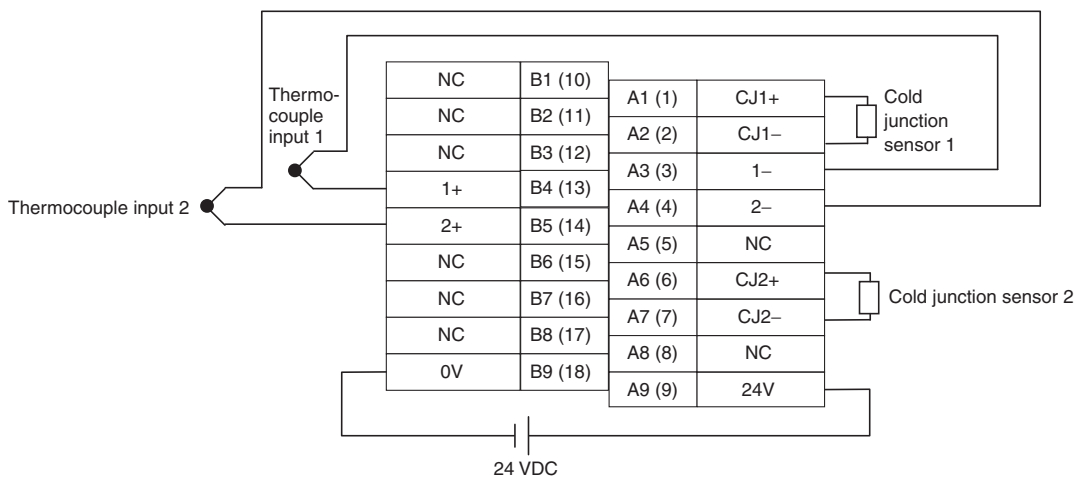 Thermo-
couple
input 1
Thermocouple input 2
NC B1 (10)
NC B2 (11)
NC B3 (12)
1+ B4 (13)
2+ B5 (14)
NC B6 (15)
NC B7 (16)
NC B8 (17)
0V B9 (18)
A1 (1) CJ1+
A2 (2) CJ1−
A3 (3) 1−
A4 (4) 2−
A5 (5) NC
A6 (6) CJ2+
A7 (7) CJ2−
A8 (8) NC
A9 (9) 24V
Cold
junction
sensor 1
Cold junction sensor 2
24 VDC